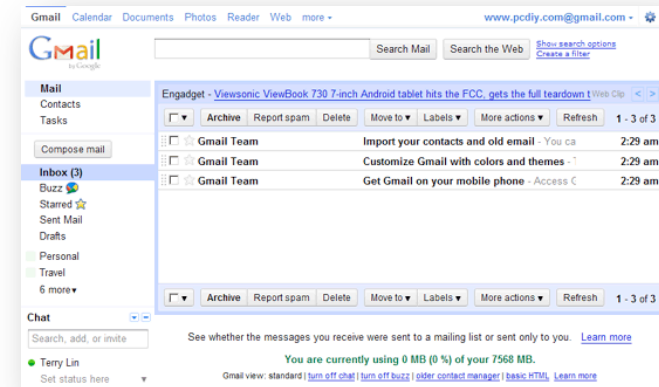 Gmail Calendar Documents Photos Reader Web more www.pcdiy.com@gmail.com
Gmail
by Google
Search Mail Search the Web Show search options
Create a filter
Mail
Contacts
Tasks
Compose mail
Inbox (3)
Buzz
Starred
Sent Mail
Drafts
Personal
Travel
6 more
Chat
Search, add, or invite
Terry Lin
Set status here
Engadget - Viewsonic ViewBook 730 7-inch Android tablet hits the FCC, gets the full teardown t Web Clip < >
Archive Report spam Delete Move to Labels More actions Refresh 1 - 3 of 3
Gmail Team Import your contacts and old email - You ca 2:29 am
Gmail Team Customize Gmail with colors and themes - 2:29 am
Gmail Team Get Gmail on your mobile phone - Access 2:29 am
Archive Report spam Delete Move to Labels More actions Refresh 1 - 3 of 3
See whether the messages you receive were sent to a mailing list or sent only to you. Learn more
You are currently using 0 MB (0 %) of your 7568 MB.
Gmail view: standard | turn off chat | turn off buzz | older contact manager | basic HTML Learn more